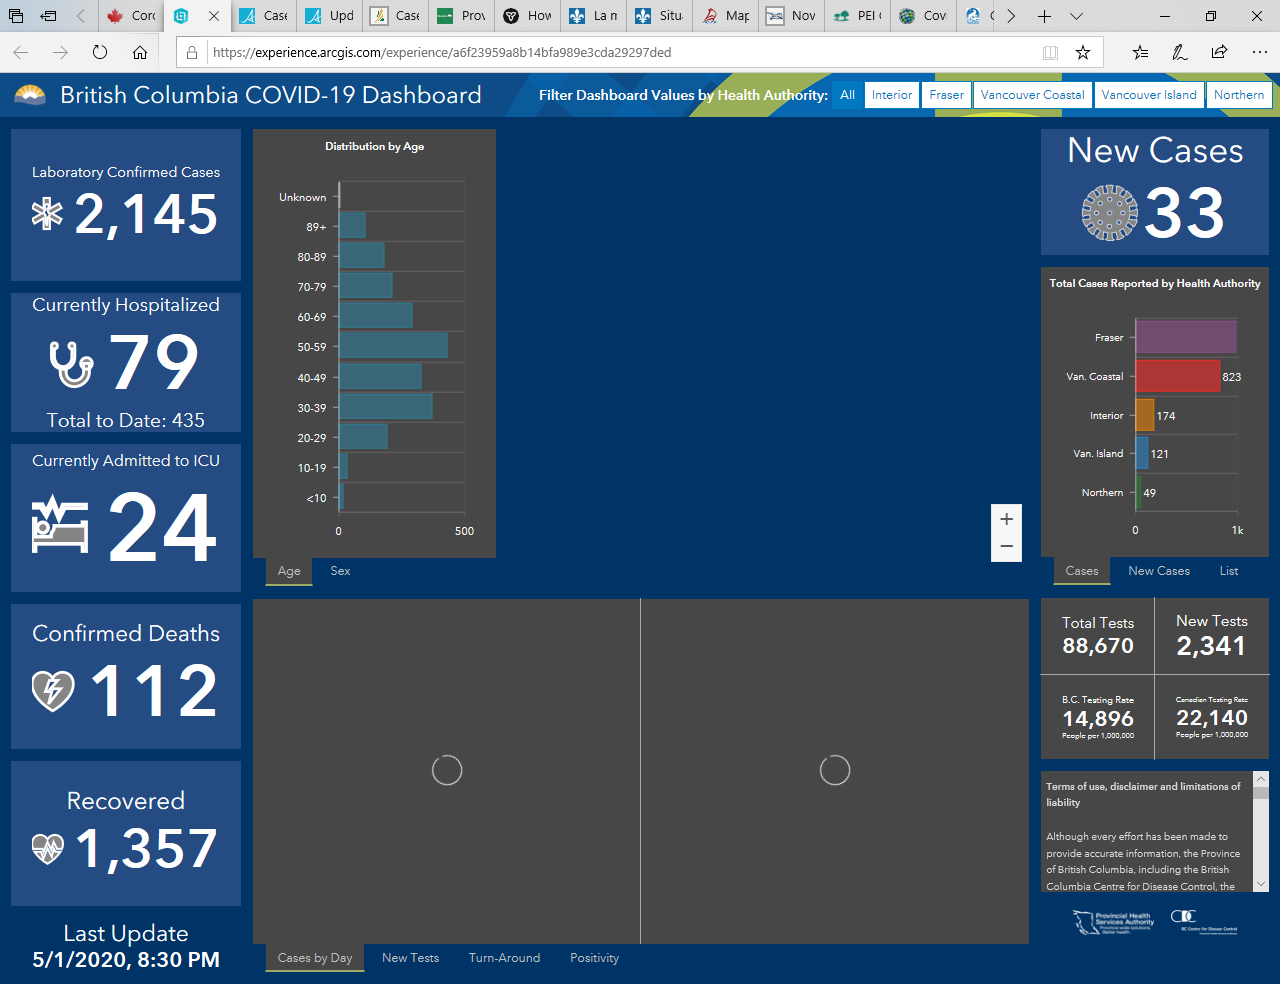 Corc
Case
Upd
Case
Prov
How
La n
Situ
Map
Nov
PEI
Covi
https://experience.arcgis.com/experience/a6f23959a8b14bfa989e3cda29297ded
British Columbia COVID-19 Dashboard
Filter Dashboard Values by Health Authority:
All
Interior
Fraser
Vancouver Coastal
Vancouver Island
Northern
Laboratory Confirmed Cases
2,145
Currently Hospitalized
79
Total to Date: 435
Currently Admitted to ICU
24
Confirmed Deaths
112
Recovered
1,357
Last Update
5/1/2020, 8:30 PM
Distribution by Age
Unknown
89+
80-89
70-79
60-69
50-59
40-49
30-39
20-29
10-19
<10
0 500
Age Sex
+
−
Cases by Day New Tests Turn-Around Positivity
New Cases
33
Total Cases Reported by Health Authority
Fraser
Van. Coastal 823
Interior 174
Van. Island 121
Northern 49
0 1k
Cases New Cases List
Total Tests
88,670
New Tests
2,341
B.C. Testing Rate
14,896
People per 1,000,000
Canadian Testing Rate
22,140
People per 1,000,000
Terms of use, disclaimer and limitations of
liability
Although every effort has been made to
provide accurate information, the Province
of British Columbia, including the British
Columbia Centre for Disease Control, the
Provincial Health
Services Authority
Province-wide solutions.
Better health.
BC Centre for Disease Control